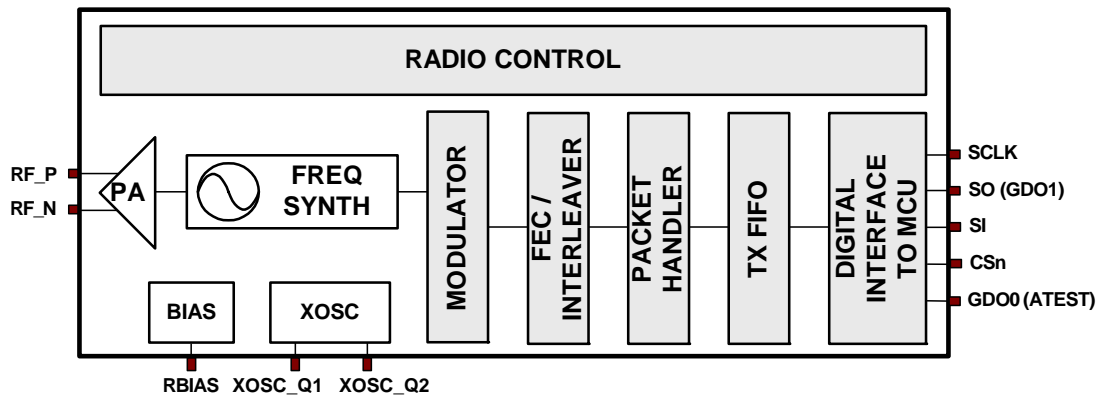 RADIO CONTROL
RF_P
RF_N
PA
FREQ
SYNTH
MODULATOR
FEC /
INTERLEAVER
PACKET
HANDLER
TX FIFO
DIGITAL
INTERFACE
TO MCU
SCLK
SO (GDO1)
SI
CSn
GDO0 (ATEST)
BIAS
XOSC
RBIAS
XOSC_Q1
XOSC_Q2